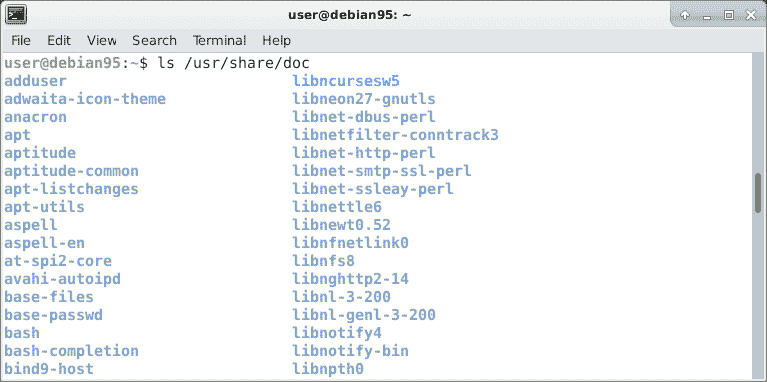 user@debian95: ~
File Edit View Search Terminal Help
user@debian95:~$ ls /usr/share/doc
adduser libncursesw5
adwaita-icon-theme libneon27-gnutls
anacron libnet-dbus-perl
apt libnetfilter-conntrack3
aptitude libnet-http-perl
aptitude-common libnet-smtp-ssl-perl
apt-listchanges libnet-ssleay-perl
apt-utils libnettle6
aspell libnewt0.52
aspell-en libnfnetlink0
at-spi2-core libnfs8
avahi-autoipd libnghttp2-14
base-files libnl-3-200
base-passwd libnl-genl-3-200
bash libnotify4
bash-completion libnotify-bin
bind9-host libnpth0